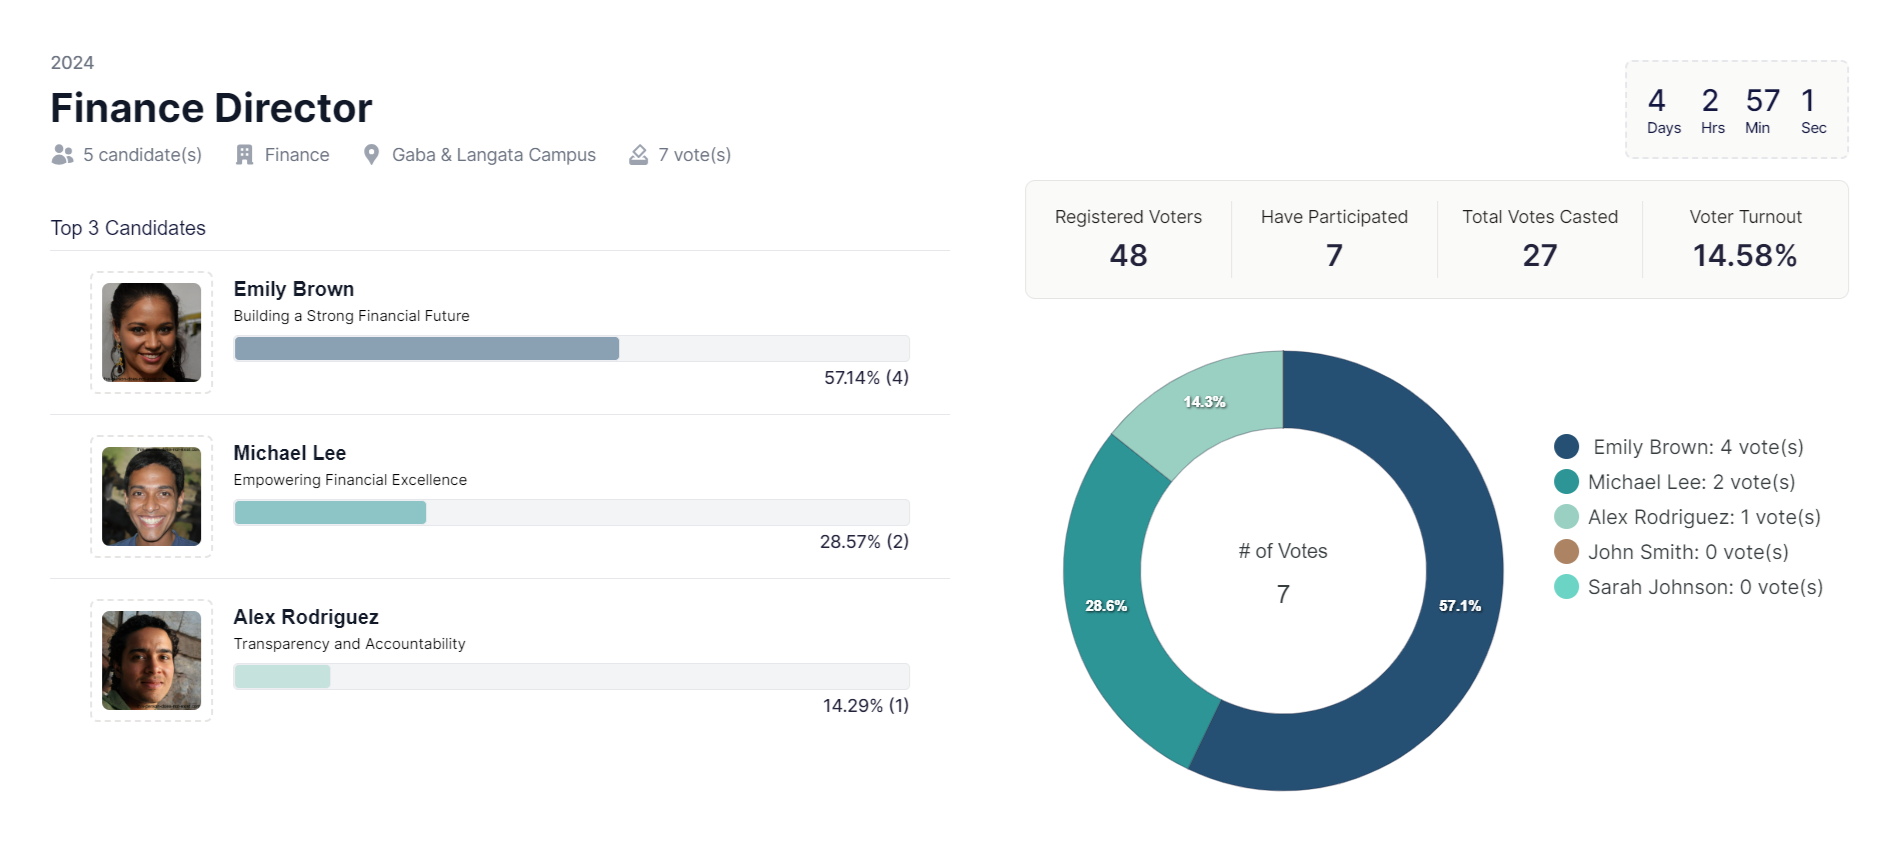 2024
Finance Director
5 candidate(s) Finance Gaba & Langata Campus 7 vote(s)
4 2 57 1
Days Hrs Min Sec
Registered Voters Have Participated Total Votes Casted Voter Turnout
48 7 27 14.58%
Top 3 Candidates
Emily Brown
Building a Strong Financial Future
57.14% (4)
Michael Lee
Empowering Financial Excellence
28.57% (2)
Alex Rodriguez
Transparency and Accountability
14.29% (1)
14.3%
28.6%
57.1%
# of Votes
7
Emily Brown: 4 vote(s)
Michael Lee: 2 vote(s)
Alex Rodriguez: 1 vote(s)
John Smith: 0 vote(s)
Sarah Johnson: 0 vote(s)